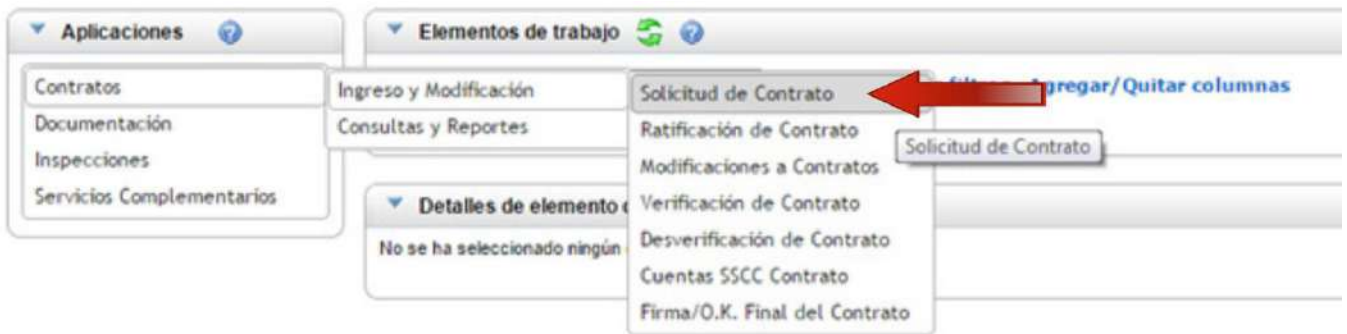 Aplicaciones
Elementos de trabajo
Contratos
Documentación
Inspecciones
Servicios Complementarios
Ingreso y Modificación
Consultas y Reportes
Solicitud de Contrato
Ratificación de Contrato
Modificaciones a Contratos
Verificación de Contrato
Desverificación de Contrato
Cuentas SSCC Contrato
Firma/O.K. Final del Contrato
Agregar/Quitar columnas
Solicitud de Contrato
Detalles de elemento
No se ha seleccionado ningún